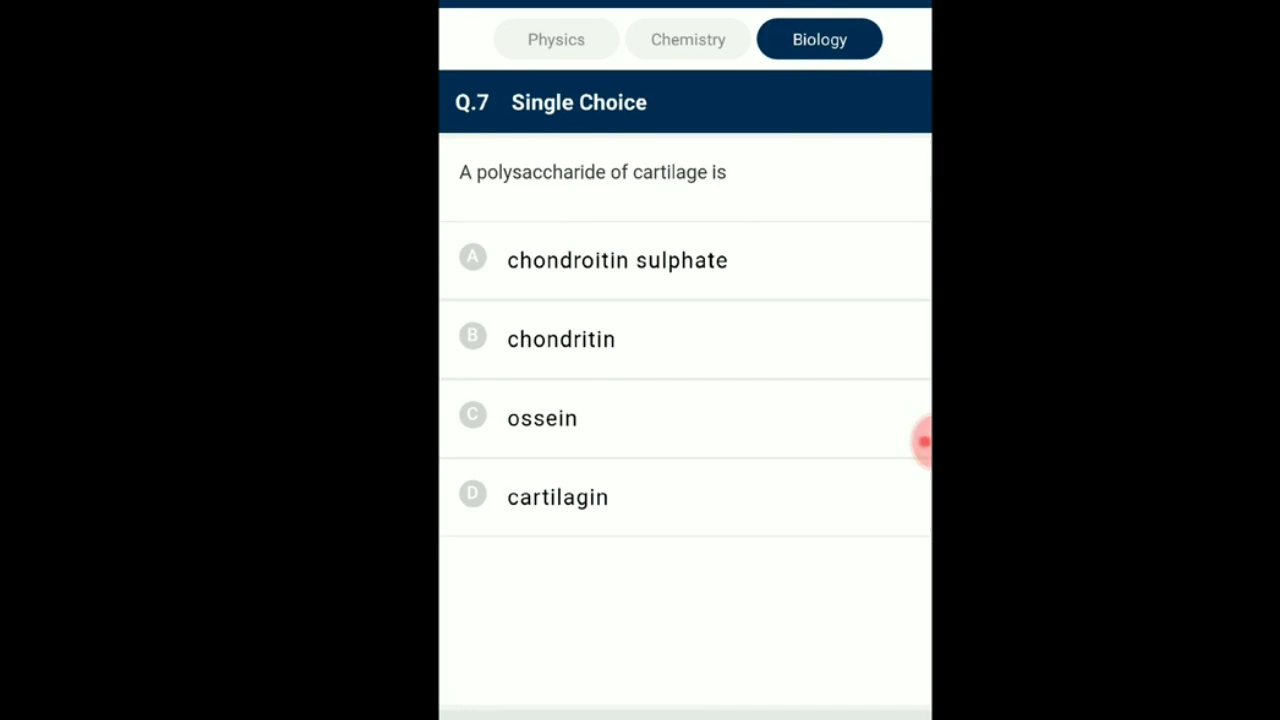 Physics Chemistry Biology
Q.7 Single Choice
A polysaccharide of cartilage is
A chondroitin sulphate
B chondritin
C ossein
D cartilagin